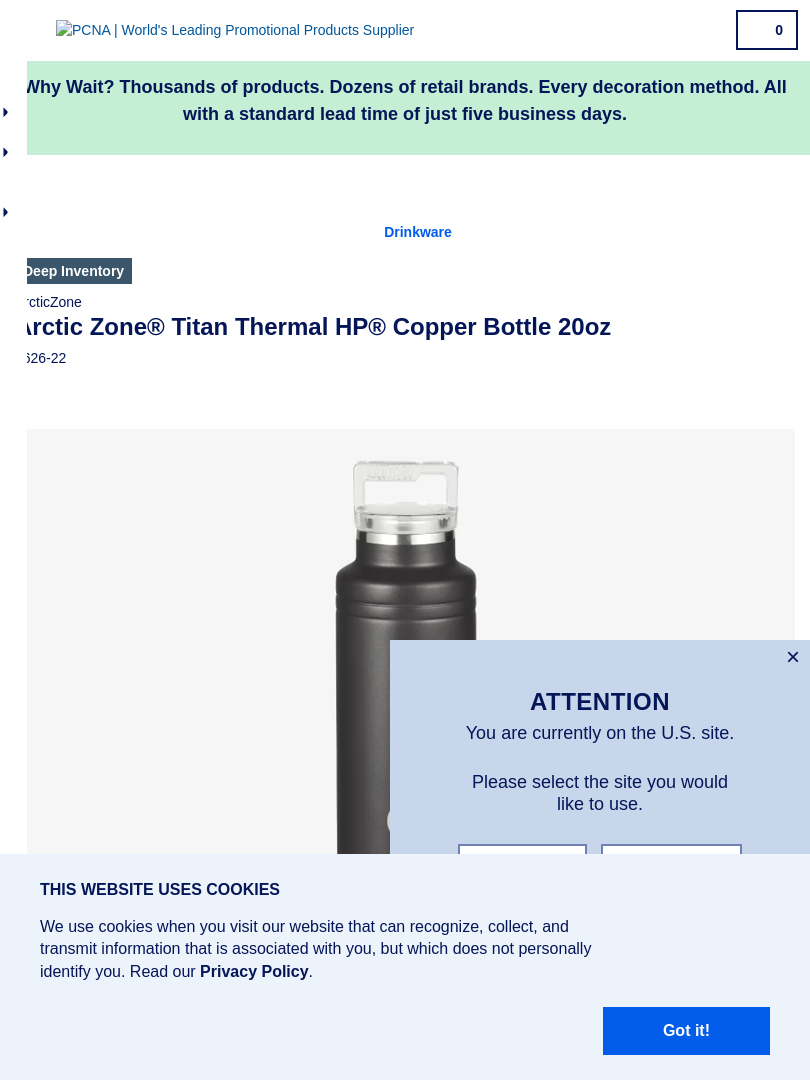 PCNA | World's Leading Promotional Products Supplier
0
Why Wait? Thousands of products. Dozens of retail brands. Every decoration method. All
with a standard lead time of just five business days.
Drinkware
Deep Inventory
rcticZone
Arctic Zone® Titan Thermal HP® Copper Bottle 20oz
626-22
×
ATTENTION
You are currently on the U.S. site.
Please select the site you would
like to use.
THIS WEBSITE USES COOKIES
We use cookies when you visit our website that can recognize, collect, and
transmit information that is associated with you, but which does not personally
identify you. Read our Privacy Policy.
Got it!